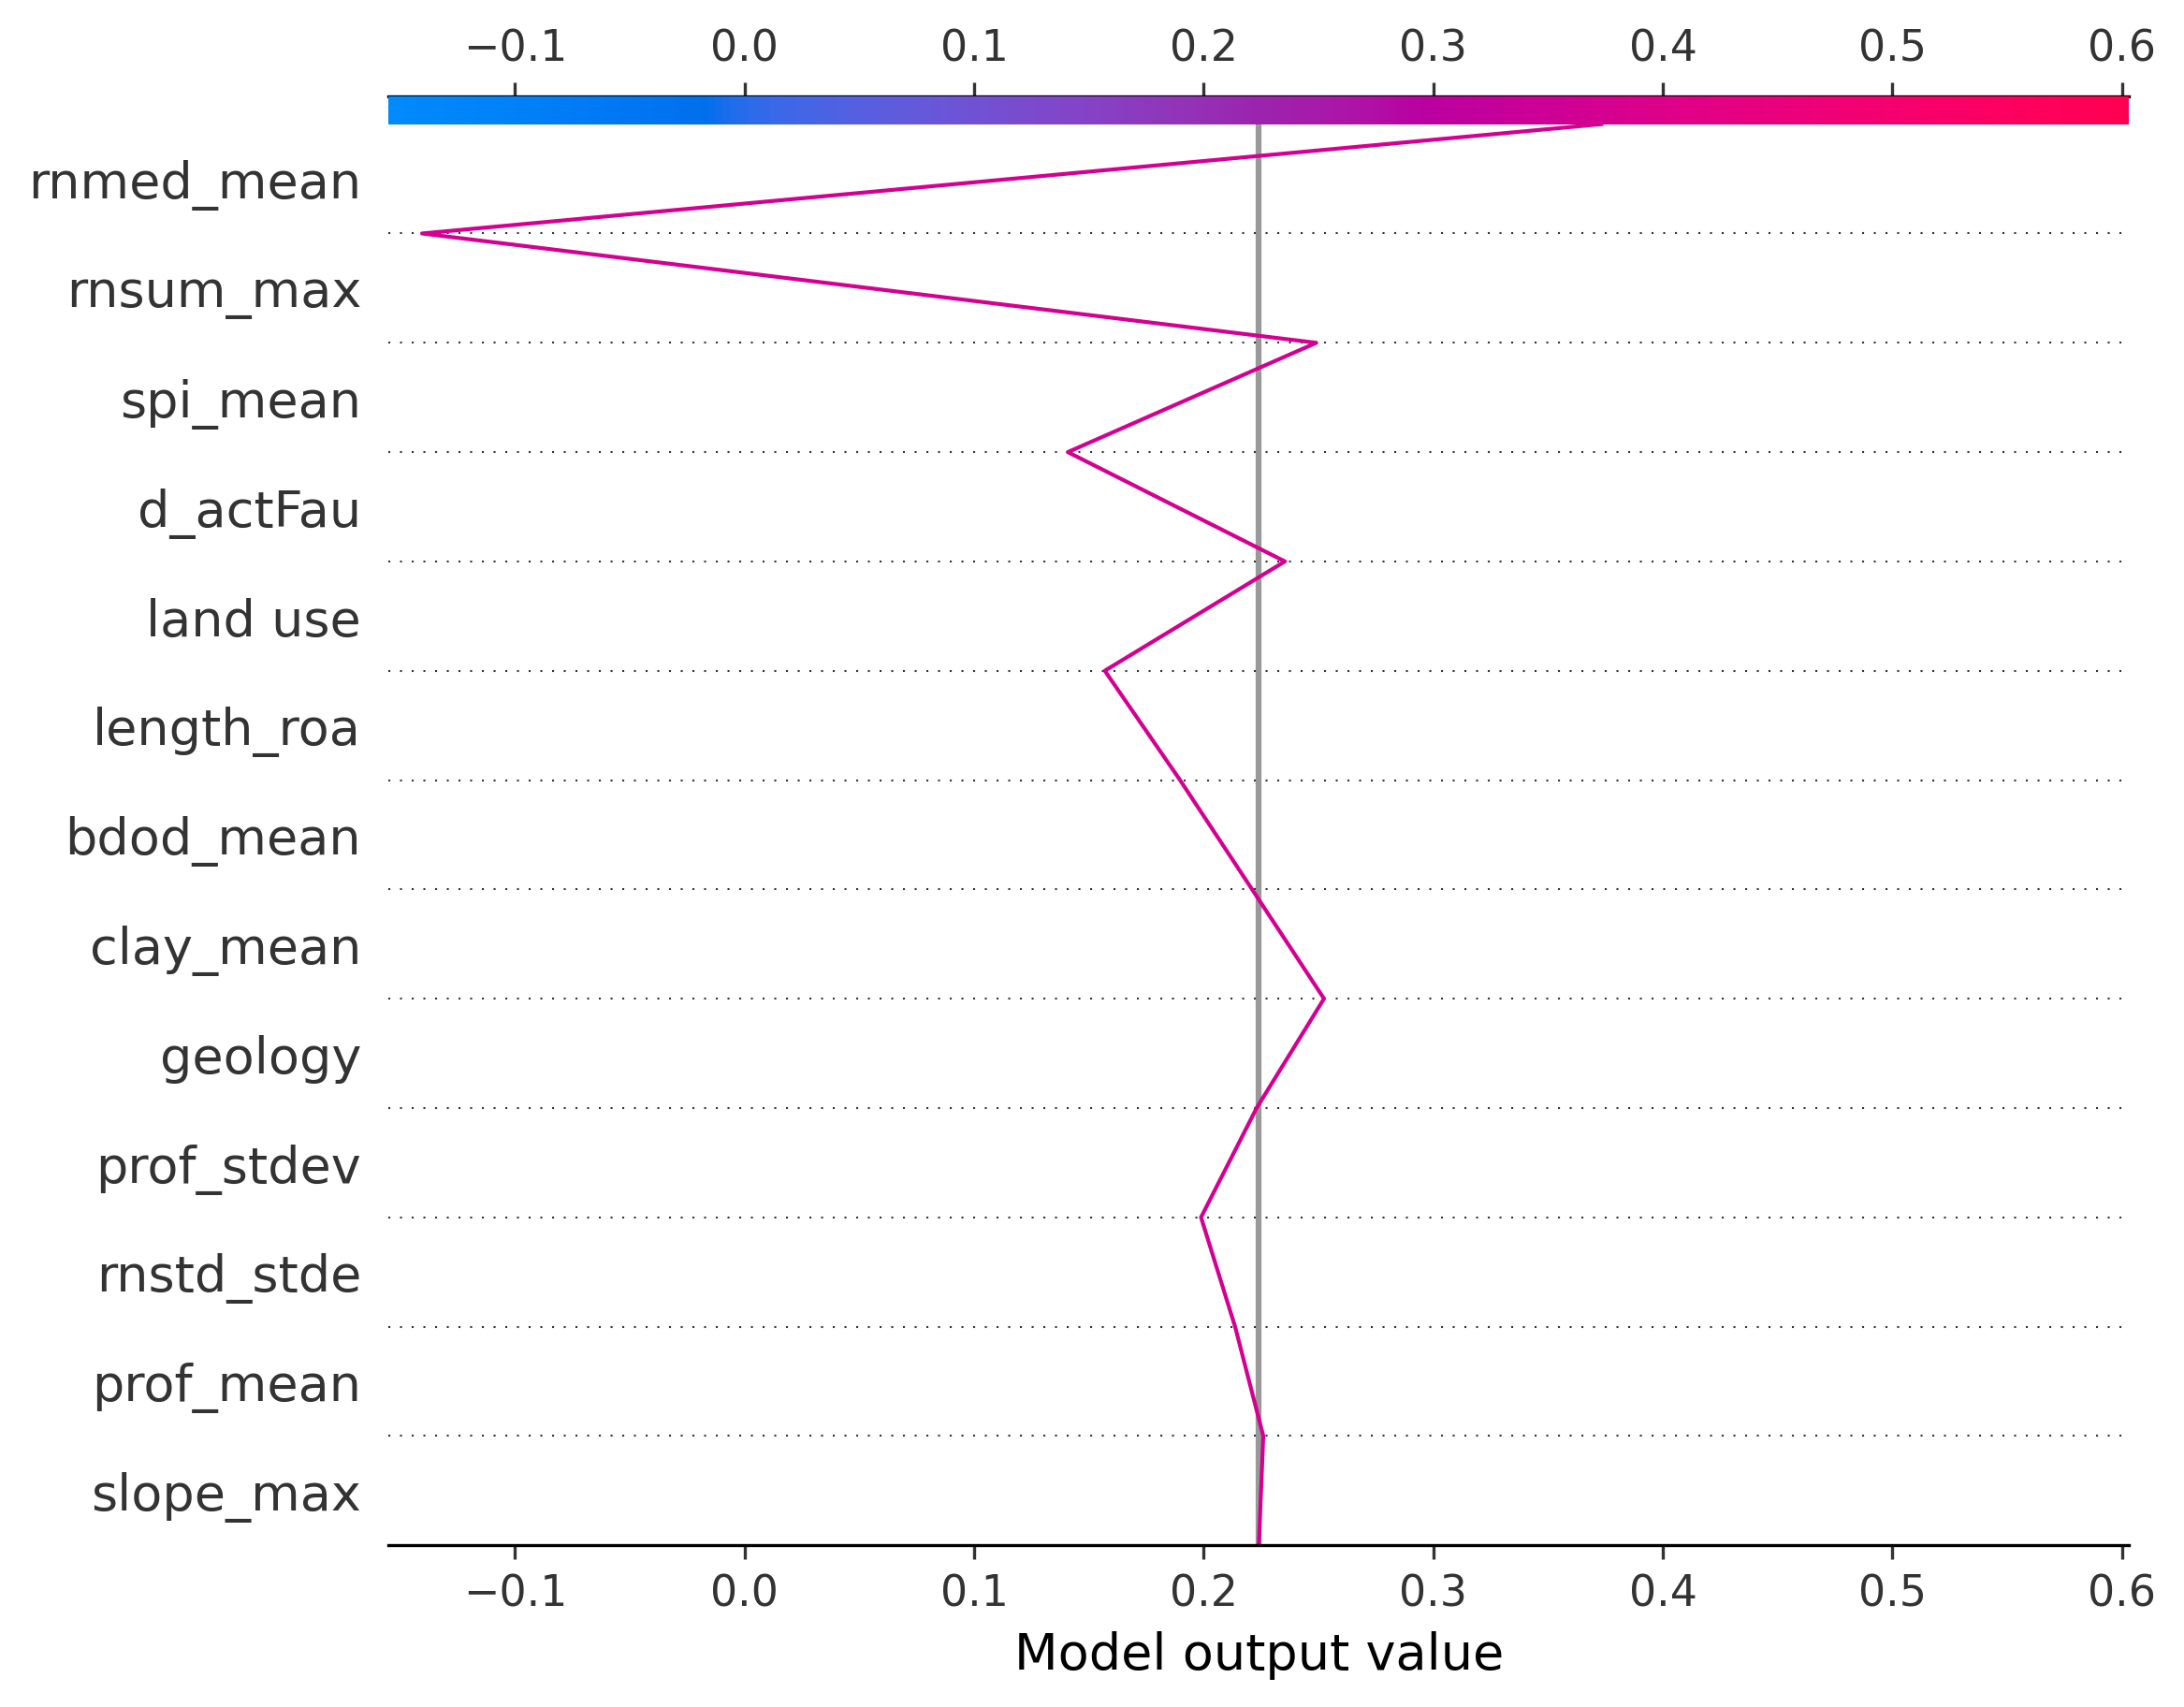 −0.1 0.0 0.1 0.2 0.3 0.4 0.5 0.6
rnmed_mean
rnsum_max
spi_mean
d_actFau
land use
length_roa
bdod_mean
clay_mean
geology
prof_stdev
rnstd_stde
prof_mean
slope_max
−0.1 0.0 0.1 0.2 0.3 0.4 0.5 0.6
Model output value